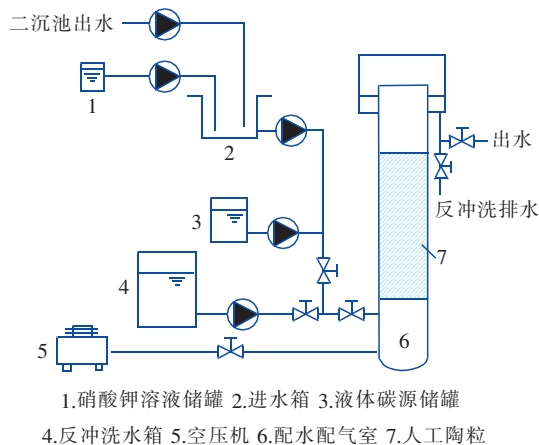 二沉池出水
1
2
出水
反冲洗排水
3
7
4
6
5
1.硝酸钾溶液储罐 2.进水箱 3.液体碳源储罐
4.反冲洗水箱 5.空压机 6.配水配气室 7.人工陶粒